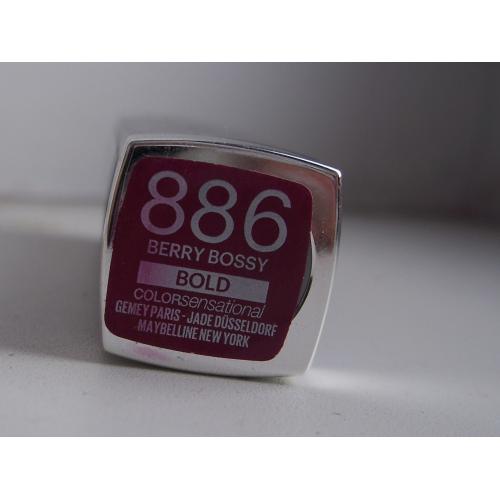 886
BERRY BOSSY
BOLD
COLORsensational
GEMEY PARIS - JADE DÜSSELDORF
MAYBELLINE NEW YORK